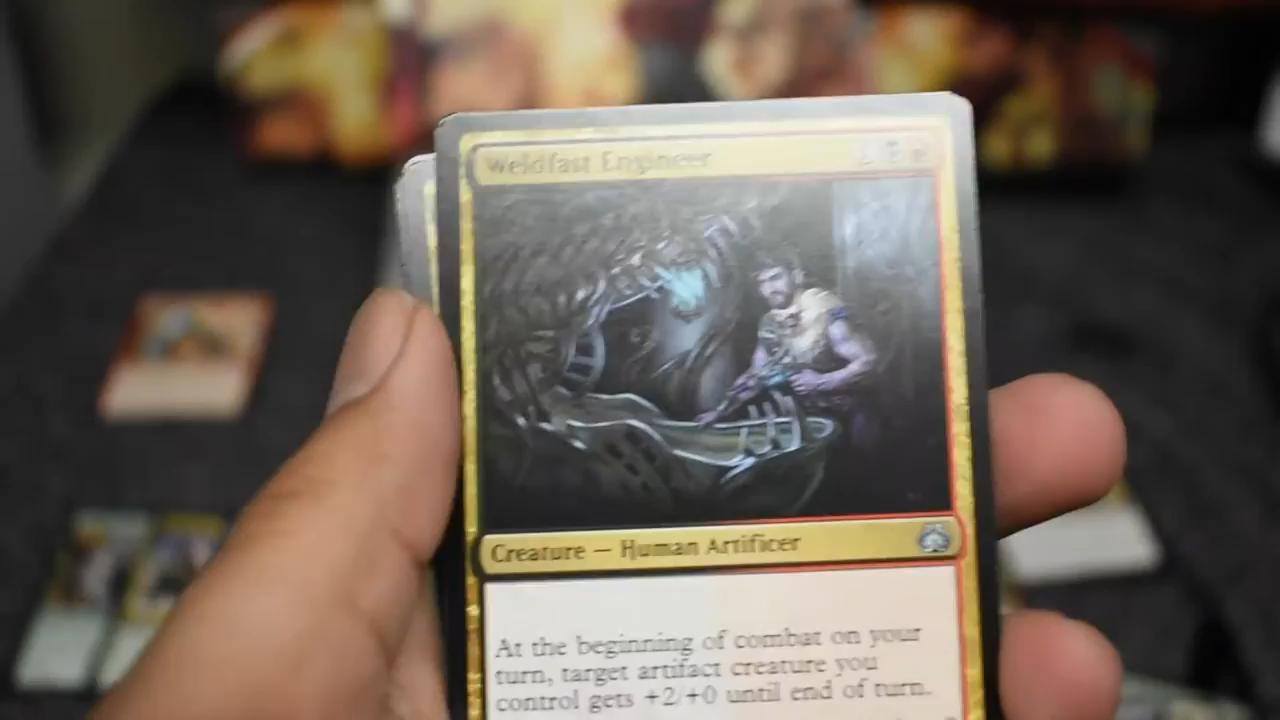 Weldfast Engineer
Creature — Human Artificer
At the beginning of combat on your
turn, target artifact creature you
control gets +2/+0 until end of turn.